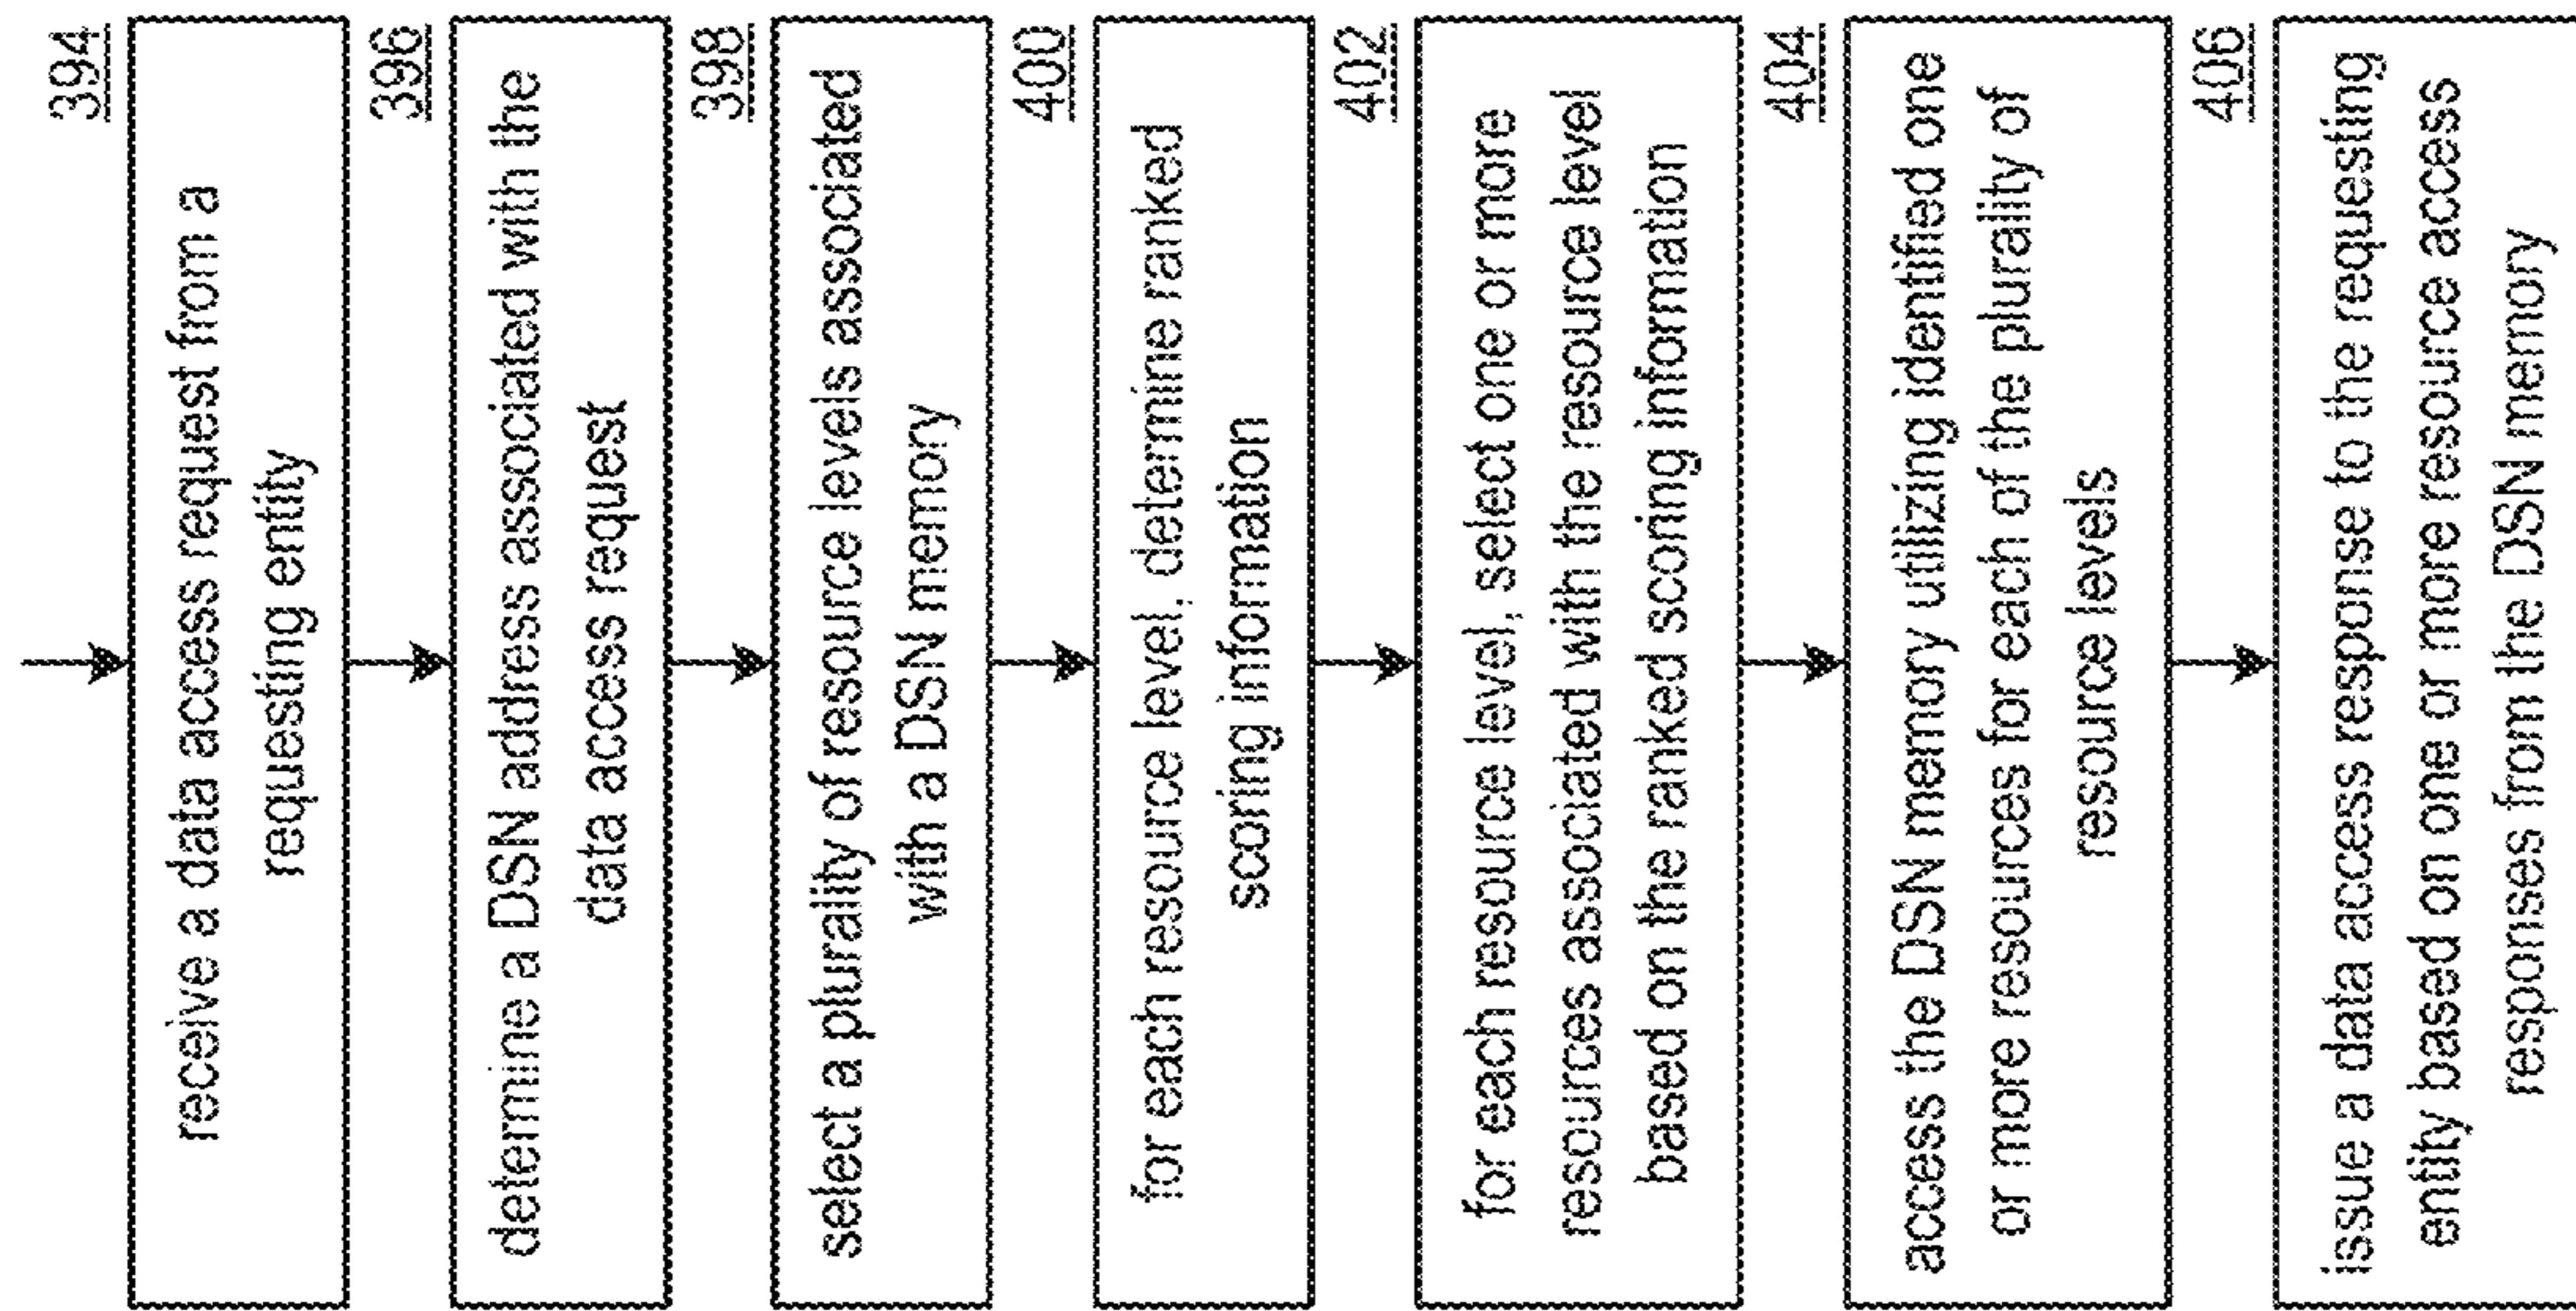 394
receive a data access request from a
requesting entity
396
determine a DSN address associated with the
data access request
398
select a plurality of resource levels associated
with a DSN memory
400
for each resource level, determine ranked
scoring information
402
for each resource level, select one or more
resources associated with the resource level
based on the ranked scoring information
404
access the DSN memory utilizing identified one
or more resources for each of the plurality of
resource levels
406
issue a data access response to the requesting
entity based on one or more resource access
responses from the DSN memory